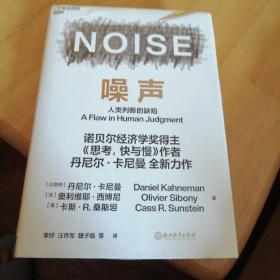 NOISE
噪声
人类判断的缺陷
A Flaw in Human Judgment
诺贝尔经济学奖得主
《思考，快与慢》作者
丹尼尔·卡尼曼 全新力作
[以色列] 丹尼尔·卡尼曼 Daniel Kahneman
[法] 奥利维耶·西博尼 Olivier Sibony 著
[美] 卡斯·R.桑斯坦 Cass R. Sunstein
李纾 汪祚军 魏子晗 等 译
浙江教育出版社